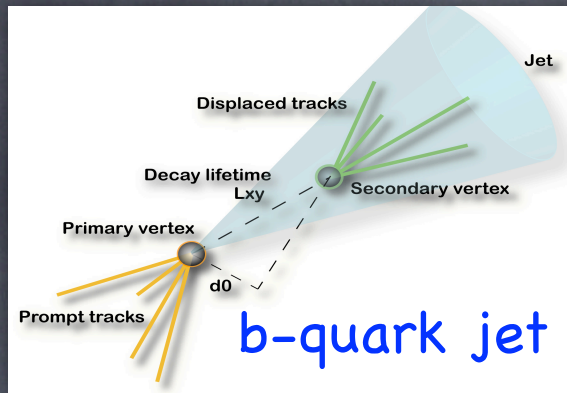 Jet
Displaced tracks
Decay lifetime
Lxy
Secondary vertex
Primary vertex
d0
Prompt tracks
b-quark jet